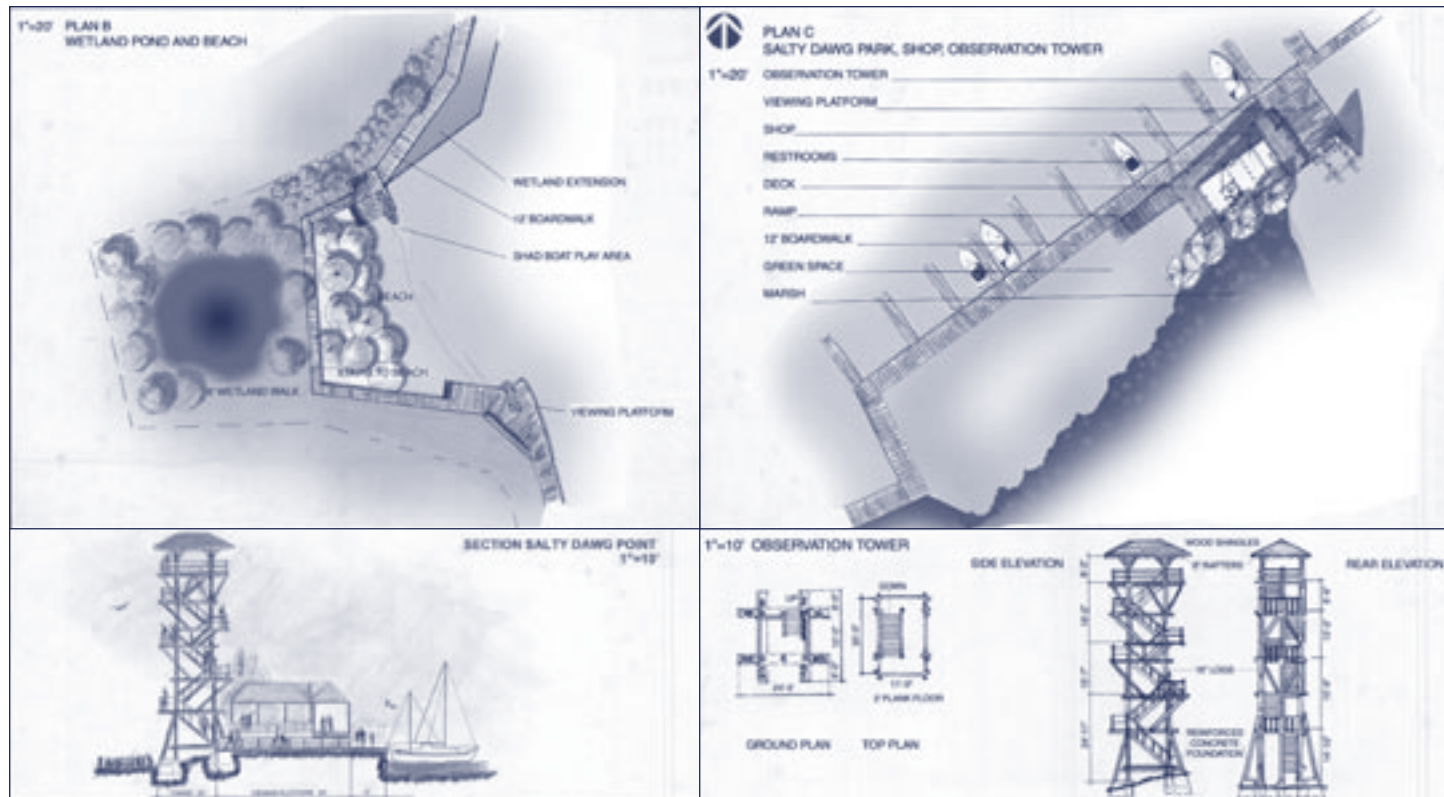 1"=20' PLAN B
WETLAND POND AND BEACH
WETLAND EXTENSION
12' BOARDWALK
SHAD BOAT PLAY AREA
BEACH
STAIRS TO BEACH
WETLAND WALK
VIEWING PLATFORM
PLAN C
SALTY DAWG PARK, SHOP, OBSERVATION TOWER
1"=20' OBSERVATION TOWER
VIEWING PLATFORM
SHOP
RESTROOMS
DECK
RAMP
12' BOARDWALK
GREEN SPACE
MARSH
SECTION SALTY DAWG POINT
1"=10'
1"=10' OBSERVATION TOWER
SIDE ELEVATION
WOOD SHINGLES
REAR ELEVATION
RAFTERS
DOWN
LOGS
PLANK FLOOR
REINFORCED
CONCRETE
FOUNDATION
GROUND PLAN
TOP PLAN